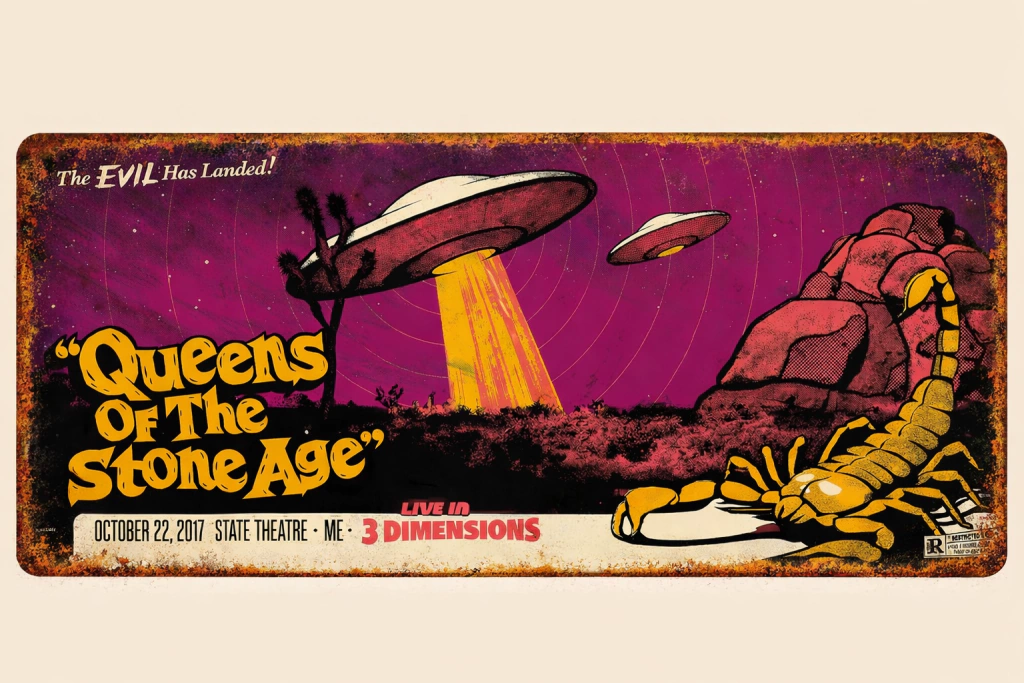 The EVIL Has Landed!
“Queens
Of The
Stone Age”
LIVE IN
OCTOBER 22, 2017 STATE THEATRE · ME · 3 DIMENSIONS
R RESTRICTED